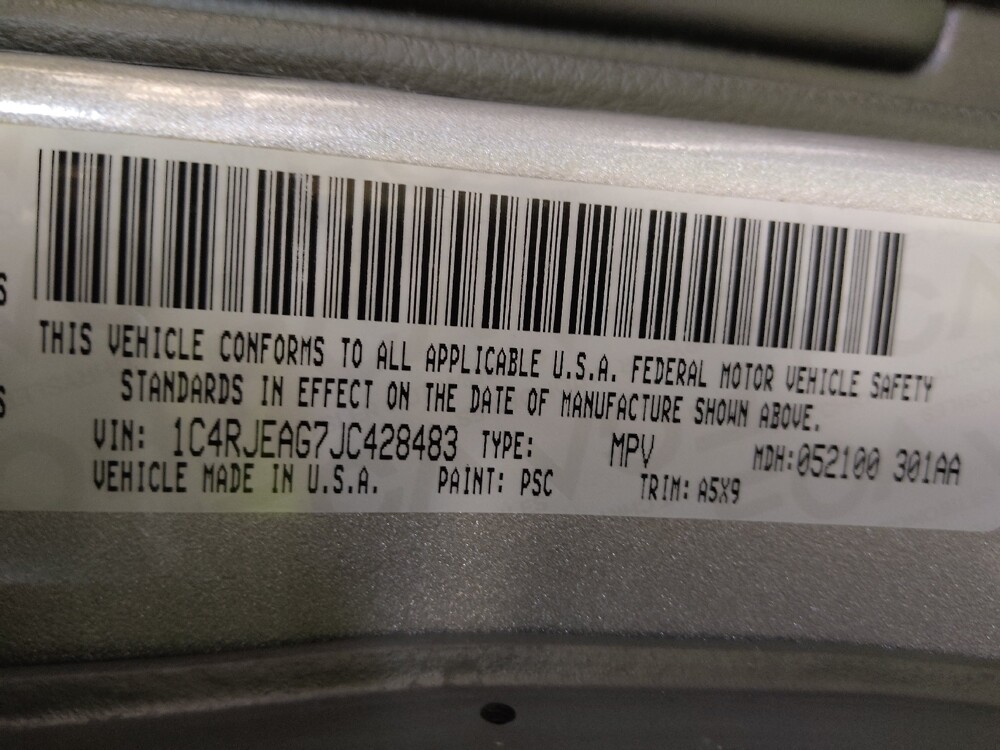 S
THIS VEHICLE CONFORMS TO ALL APPLICABLE U.S.A. FEDERAL MOTOR VEHICLE SAFETY
S
STANDARDS IN EFFECT ON THE DATE OF MANUFACTURE SHOWN ABOVE.
VIN: 1C4RJEAG7JC428483 TYPE: MPV MDH:052100 301AA
VEHICLE MADE IN U.S.A. PAINT: PSC TRIM: A5X9